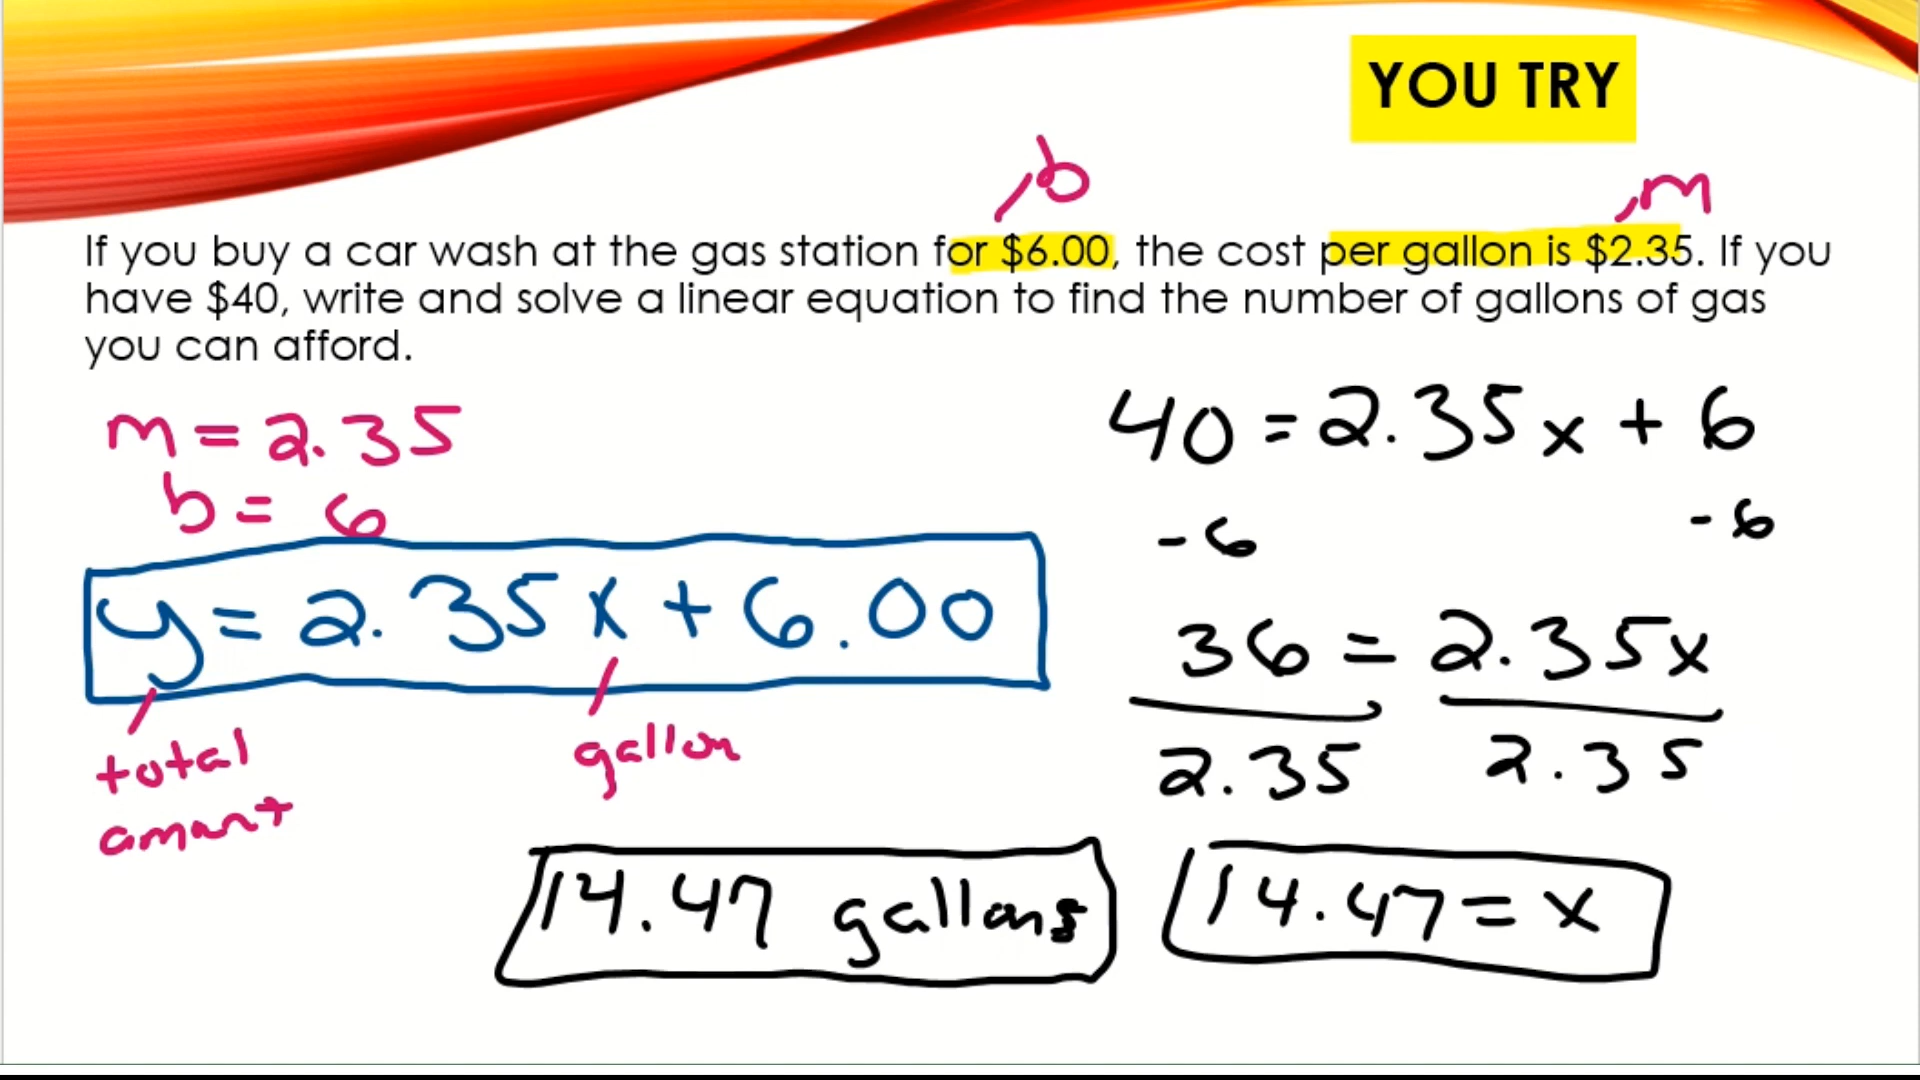 YOU TRY
b
m
If you buy a car wash at the gas station for $6.00, the cost per gallon is $2.35. If you
have $40, write and solve a linear equation to find the number of gallons of gas
you can afford.
m = 2.35
b = 6
y = 2.35x + 6.00
total
amount
gallon
40 = 2.35x + 6
-6 -6
36 = 2.35x
2.35 2.35
14.47 = x
14.47 gallons